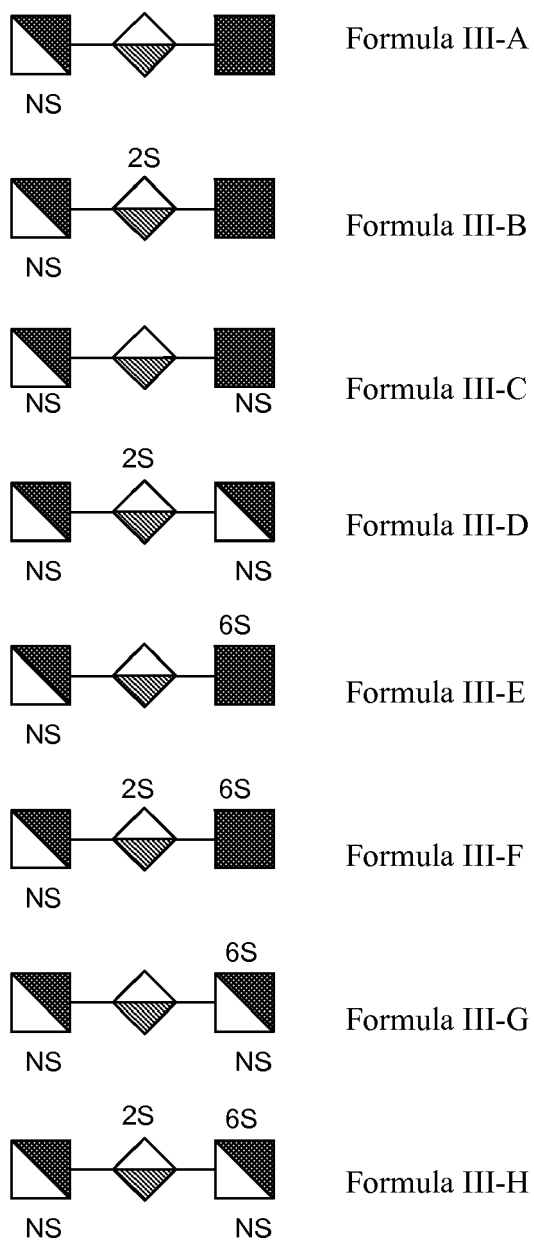 Formula III-A
NS
2S
Formula III-B
NS
Formula III-C
NS NS
2S
Formula III-D
NS NS
6S
Formula III-E
NS
2S 6S
Formula III-F
NS
6S
Formula III-G
NS NS
2S 6S
Formula III-H
NS NS